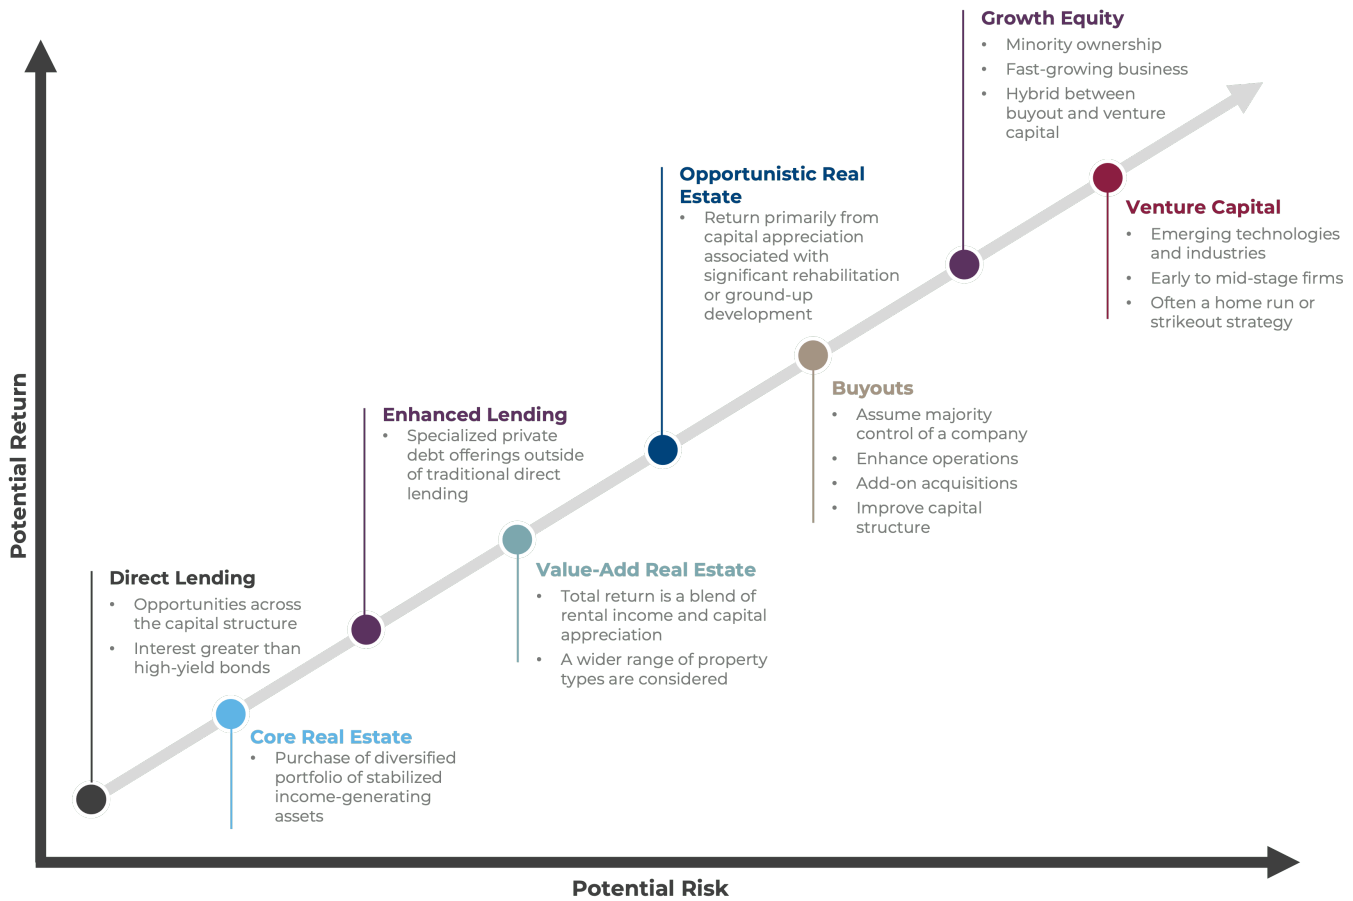 Growth Equity
• Minority ownership
• Fast-growing business
• Hybrid between
buyout and venture
capital
Opportunistic Real
Estate
• Return primarily from
capital appreciation
associated with
significant rehabilitation
or ground-up
development
Venture Capital
• Emerging technologies
and industries
• Early to mid-stage firms
• Often a home run or
strikeout strategy
Buyouts
• Assume majority
control of a company
• Enhance operations
• Add-on acquisitions
• Improve capital
structure
Enhanced Lending
• Specialized private
debt offerings outside
of traditional direct
lending
Value-Add Real Estate
• Total return is a blend of
rental income and capital
appreciation
• A wider range of property
types are considered
Direct Lending
• Opportunities across
the capital structure
• Interest greater than
high-yield bonds
Core Real Estate
• Purchase of diversified
portfolio of stabilized
income-generating
assets
Potential Return
Potential Risk